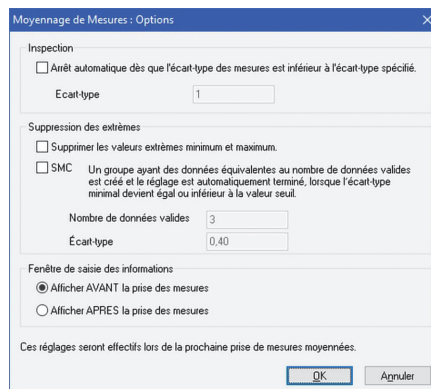 Moyennage de Mesures : Options
Inspection
Arrêt automatique dès que l'écart-type des mesures est inférieur à l'écart-type spécifié.
Ecart-type
1
Suppression des extrèmes
Supprimer les valeurs extrèmes minimum et maximum.
SMC
Un groupe ayant des données équivalentes au nombre de données valides
est créé et le réglage est automatiquement terminé, lorsque l'écart-type
minimal devient égal ou inférieur à la valeur seuil.
Nombre de données valides
3
Écart-type
0,40
Fenêtre de saisie des informations
Afficher AVANT la prise des mesures
Afficher APRES la prise des mesures
Ces réglages seront effectifs lors de la prochaine prise de mesures moyennées.
OK
Annuler